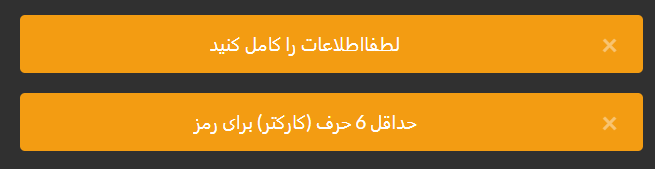 لطفااطلاعات را کامل کنید
حداقل 6 حرف (کارکتر) برای رمز